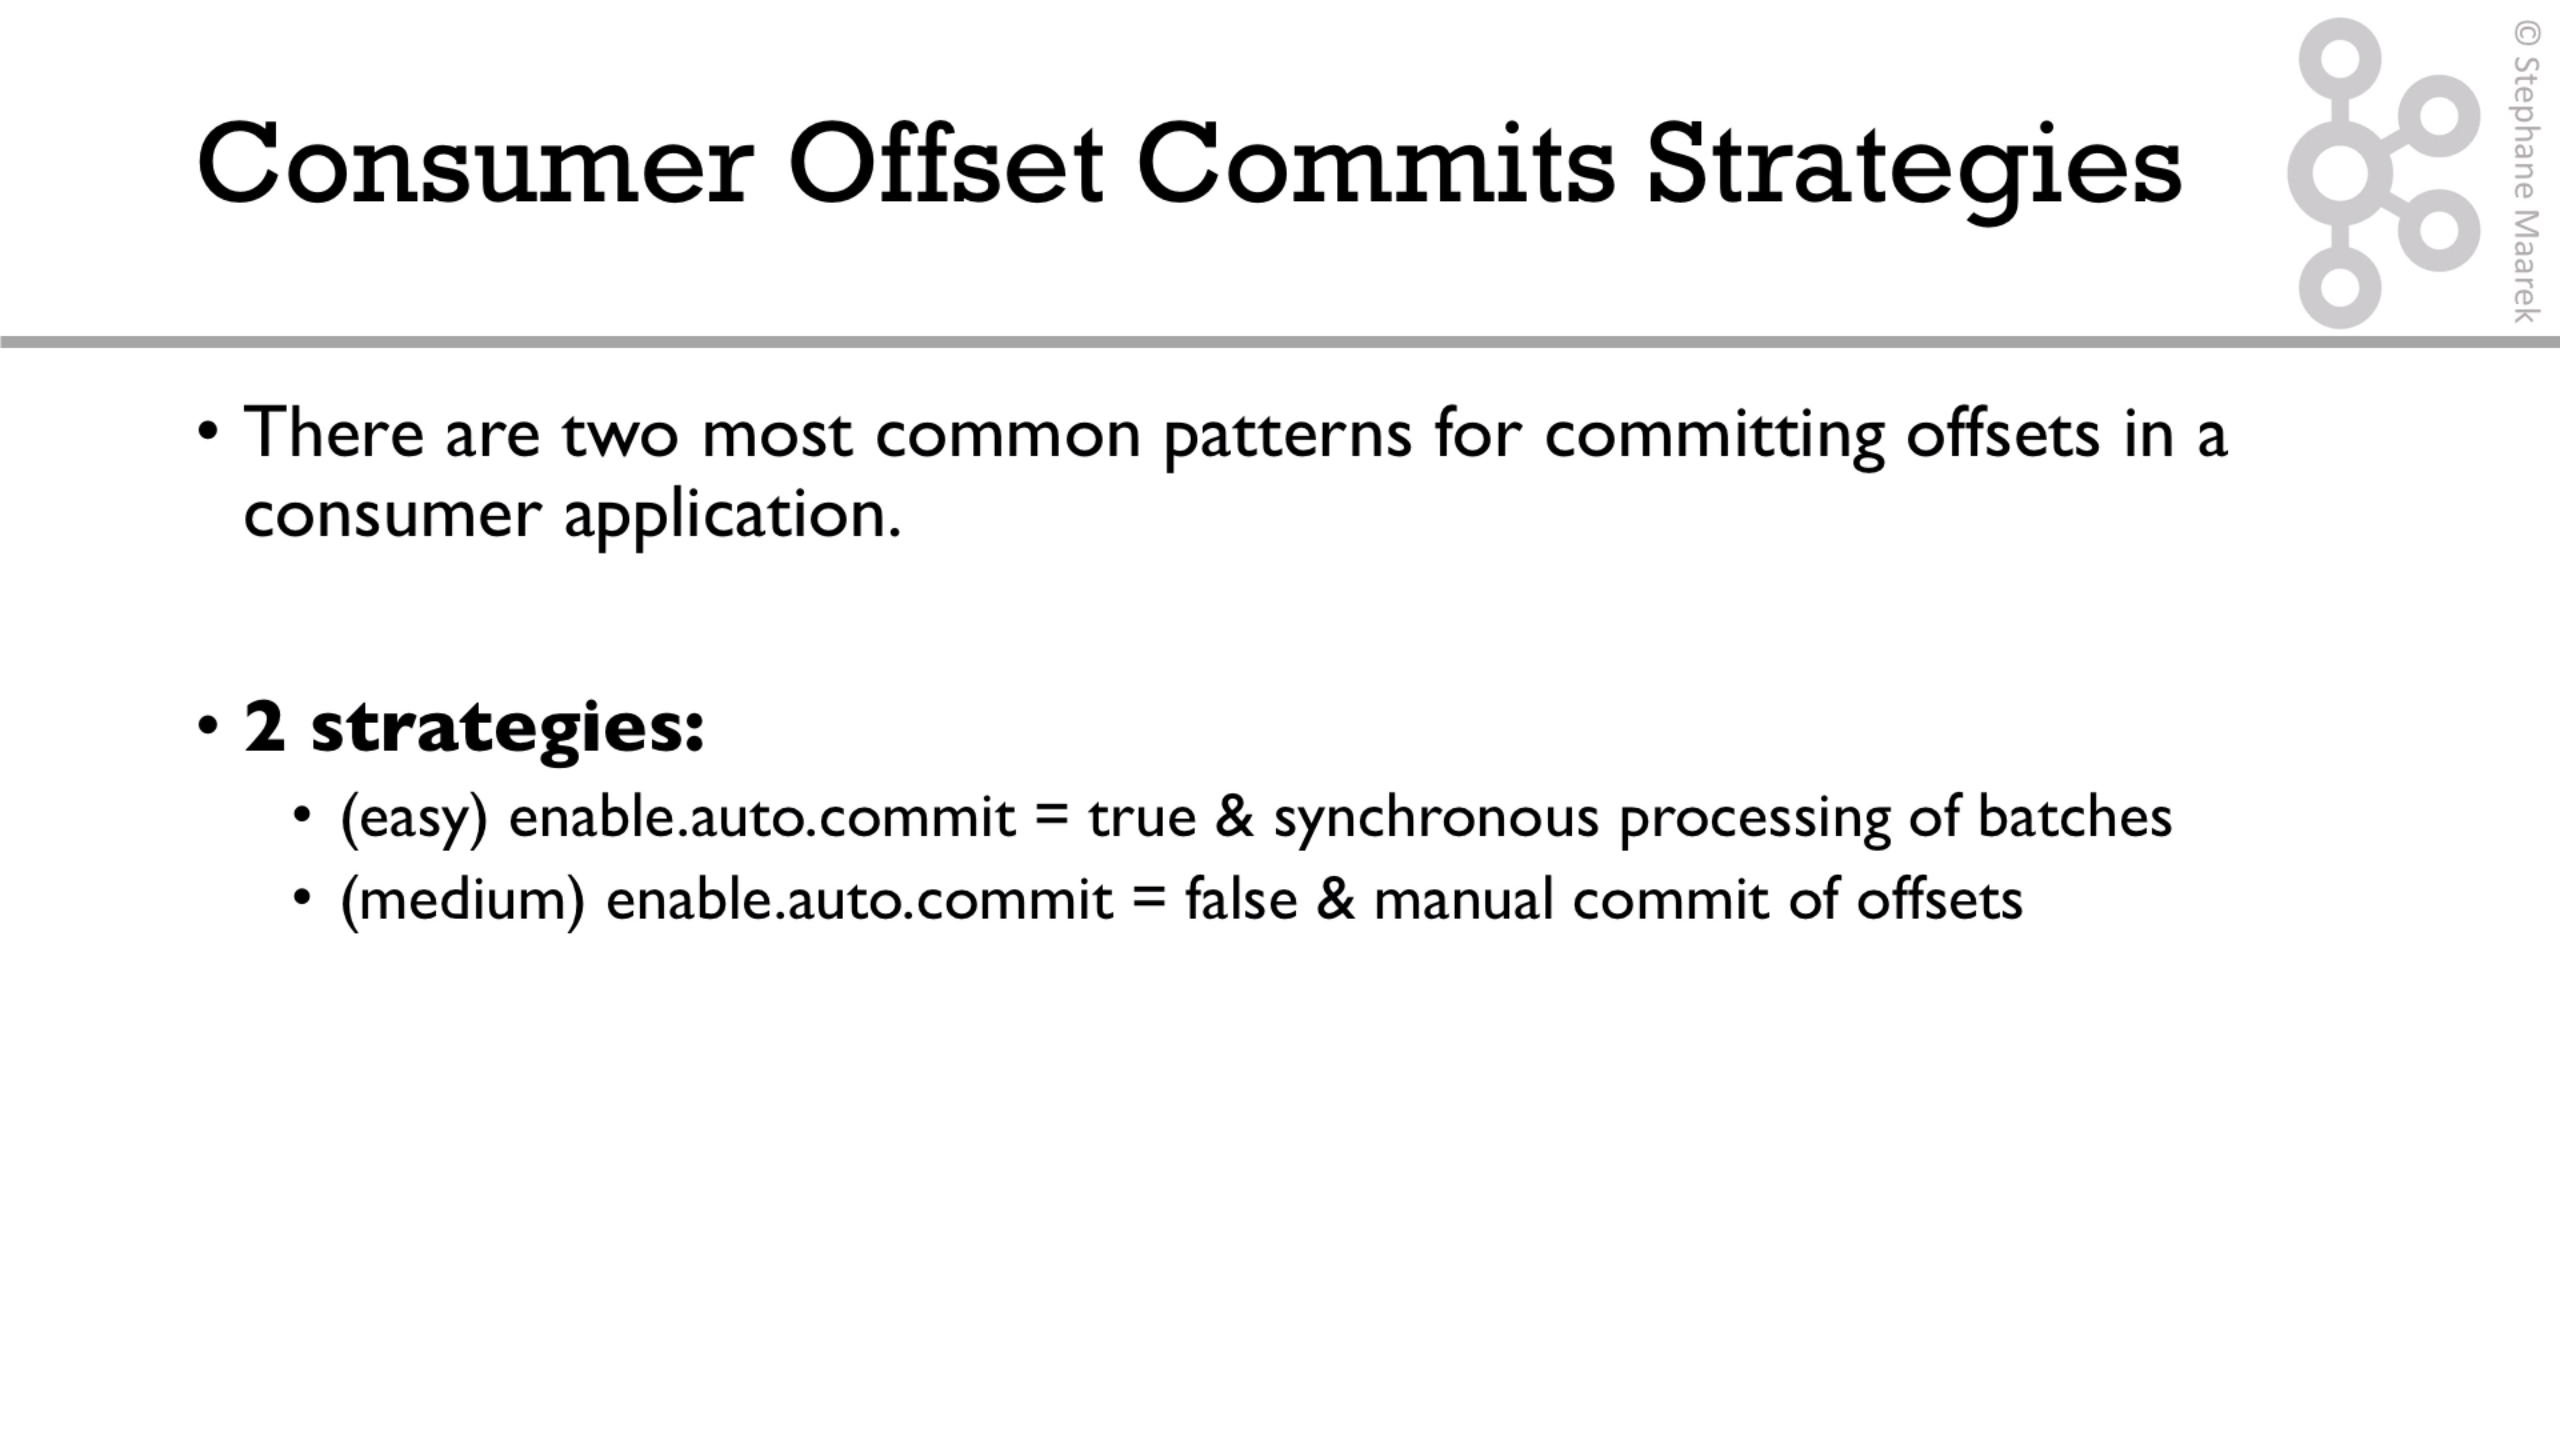 Consumer Offset Commits Strategies
© Stephane Maarek
• There are two most common patterns for committing offsets in a
consumer application.
• 2 strategies:
• (easy) enable.auto.commit = true & synchronous processing of batches
• (medium) enable.auto.commit = false & manual commit of offsets